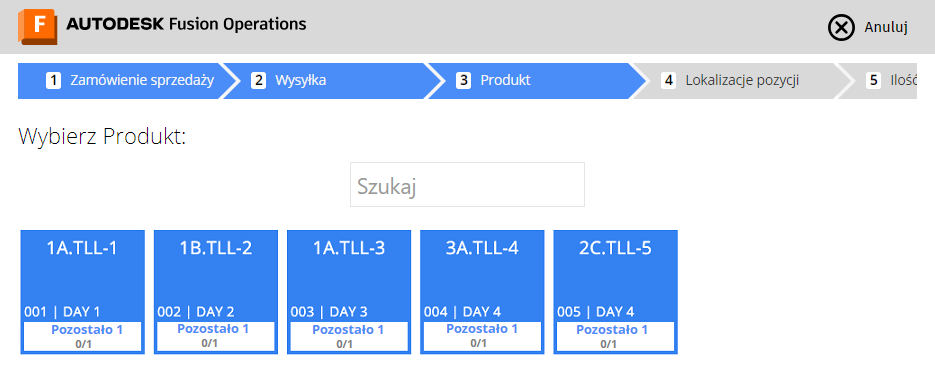 F AUTODESK Fusion Operations
Anuluj
1 Zamówienie sprzedaży
2 Wysyłka
3 Produkt
4 Lokalizacje pozycji
5 Ilość
Wybierz Produkt:
Szukaj
1A.TLL-1
001 | DAY 1
Pozostało 1
0/1
1B.TLL-2
002 | DAY 2
Pozostało 1
0/1
1A.TLL-3
003 | DAY 3
Pozostało 1
0/1
3A.TLL-4
004 | DAY 4
Pozostało 1
0/1
2C.TLL-5
005 | DAY 4
Pozostało 1
0/1